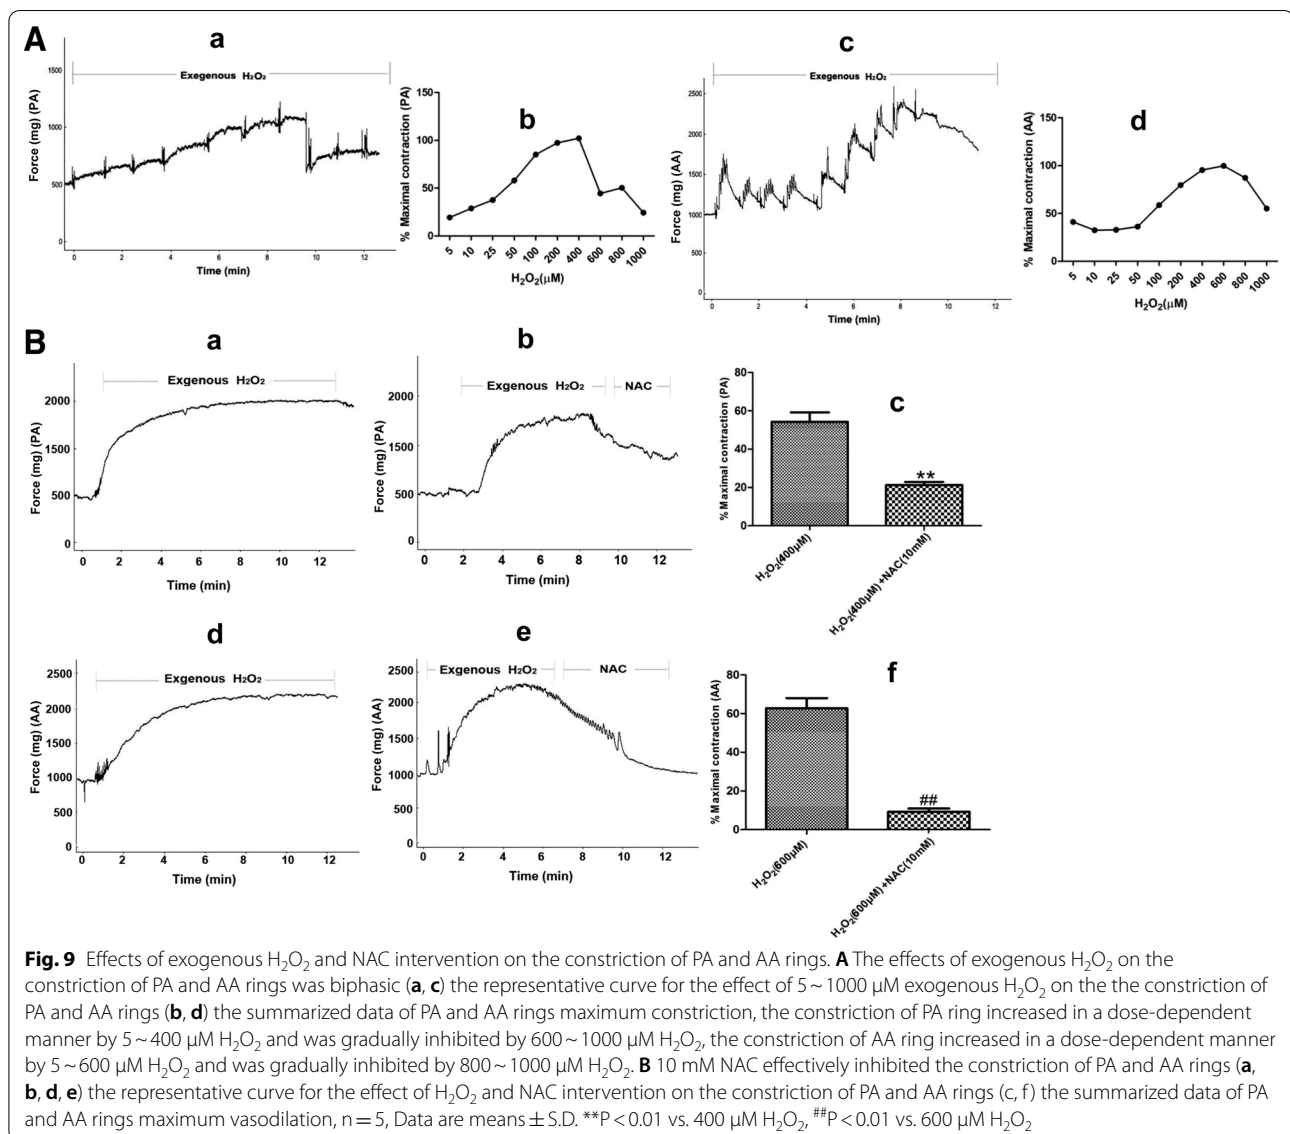 A
a
Exegenous H₂O₂
Force (mg) (PA)
1500
1000
500
0
0 2 4 6 8 10 12
Time (min)
b
% Maximal contraction (PA)
150
100
50
0
5 10 25 50 100 200 400 600 800 1000
H₂O₂(μM)
c
Exogenous H₂O₂
Force (mg) (AA)
2500
2000
1500
1000
500
0
0 2 4 6 8 10 12
Time (min)
d
% Maximal contraction (AA)
150
100
50
0
5 10 25 50 100 200 400 600 800 1000
H₂O₂(μM)
B
a
Exgenous H₂O₂
Force (mg) (PA)
2000
1500
500
0
0 2 4 6 8 10 12
Time (min)
b
Exgenous H₂O₂ NAC
Force (mg) (PA)
2000
1500
500
0
0 2 4 6 8 10 12
Time (min)
c
% Maximal contraction (PA)
80
60
40
20
0
**
H₂O₂(400μM)
H₂O₂(400μM)+NAC(10mM)
d
Exgenous H₂O₂
Force (mg) (AA)
2500
2000
1500
1000
500
0
0 2 4 6 8 10 12
Time (min)
e
Exgenous H₂O₂ NAC
Force (mg) (AA)
2500
2000
1500
1000
500
0
0 2 4 6 8 10 12
Time (min)
f
% Maximal contraction (AA)
80
60
40
20
0
##
H₂O₂(600μM)
H₂O₂(600μM)+NAC(10mM)
Fig. 9 Effects of exogenous H₂O₂ and NAC intervention on the constriction of PA and AA rings. A The effects of exogenous H₂O₂ on the
constriction of PA and AA rings was biphasic (a, c) the representative curve for the effect of 5 ~ 1000 μM exogenous H₂O₂ on the the constriction of
PA and AA rings (b, d) the summarized data of PA and AA rings maximum constriction, the constriction of PA ring increased in a dose-dependent
manner by 5 ~ 400 μM H₂O₂ and was gradually inhibited by 600 ~ 1000 μM H₂O₂, the constriction of AA ring increased in a dose-dependent manner
by 5 ~ 600 μM H₂O₂ and was gradually inhibited by 800 ~ 1000 μM H₂O₂. B 10 mM NAC effectively inhibited the constriction of PA and AA rings (a,
b, d, e) the representative curve for the effect of H₂O₂ and NAC intervention on the constriction of PA and AA rings (c, f) the summarized data of PA
and AA rings maximum vasodilation, n = 5, Data are means ± S.D. **P < 0.01 vs. 400 μM H₂O₂, ##P < 0.01 vs. 600 μM H₂O₂